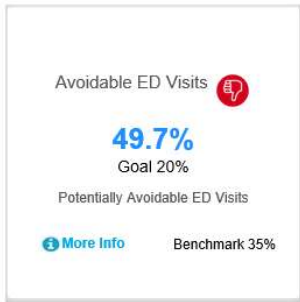 Avoidable ED Visits
49.7%
Goal 20%
Potentially Avoidable ED Visits
More Info Benchmark 35%